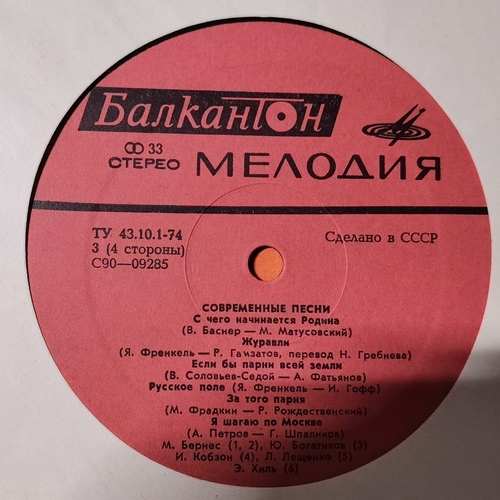 Балкантон
33
СТЕРЕО
МЕЛОДИЯ
ТУ 43.10.1-74
3 (4 стороны)
С90—09285
Сделано в СССР
СОВРЕМЕННЫЕ ПЕСНИ
С чего начинается Родина
(В. Баснер — М. Матусовский)
Журавли
(Я. Френкель — Р. Гамзатов, перевод Н. Гребнева)
Если бы парни всей земли
(В. Соловьев-Седой — А. Фатьянов)
Русское поле (Я. Френкель — И. Гофф)
За того парня
(М. Фрадкин — Р. Рождественский)
Я шагаю по Москве
(А. Петров — Г. Шпаликов)
М. Бернес (1, 2), Ю. Богатиков (3)
И. Кобзон (4), Л. Лещенко (5)
Э. Хиль (6)